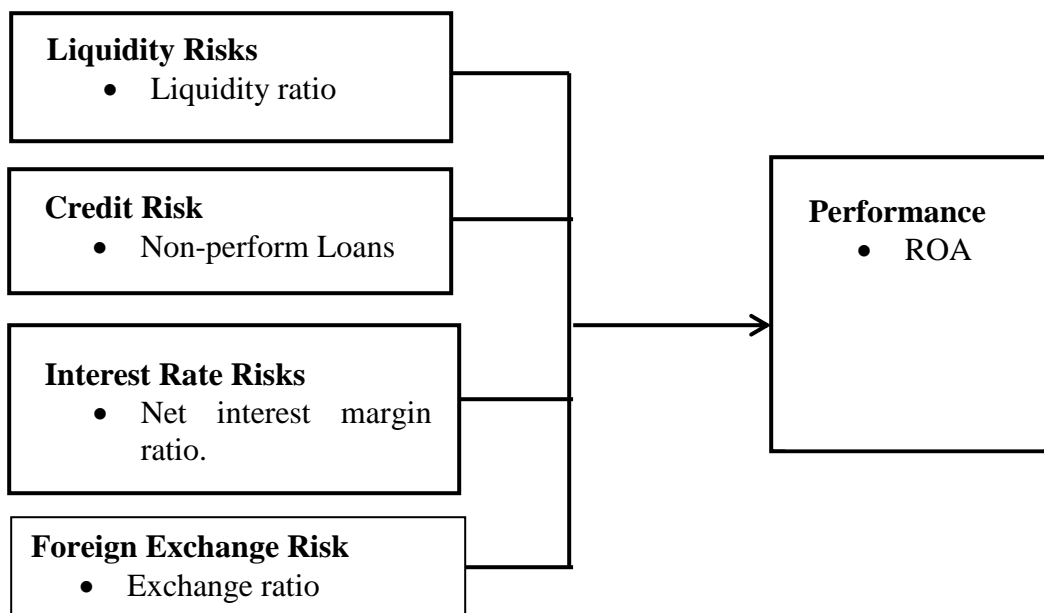 Liquidity Risks
• Liquidity ratio
Credit Risk
• Non-perform Loans
Interest Rate Risks
• Net interest margin
ratio.
Foreign Exchange Risk
• Exchange ratio
Performance
• ROA